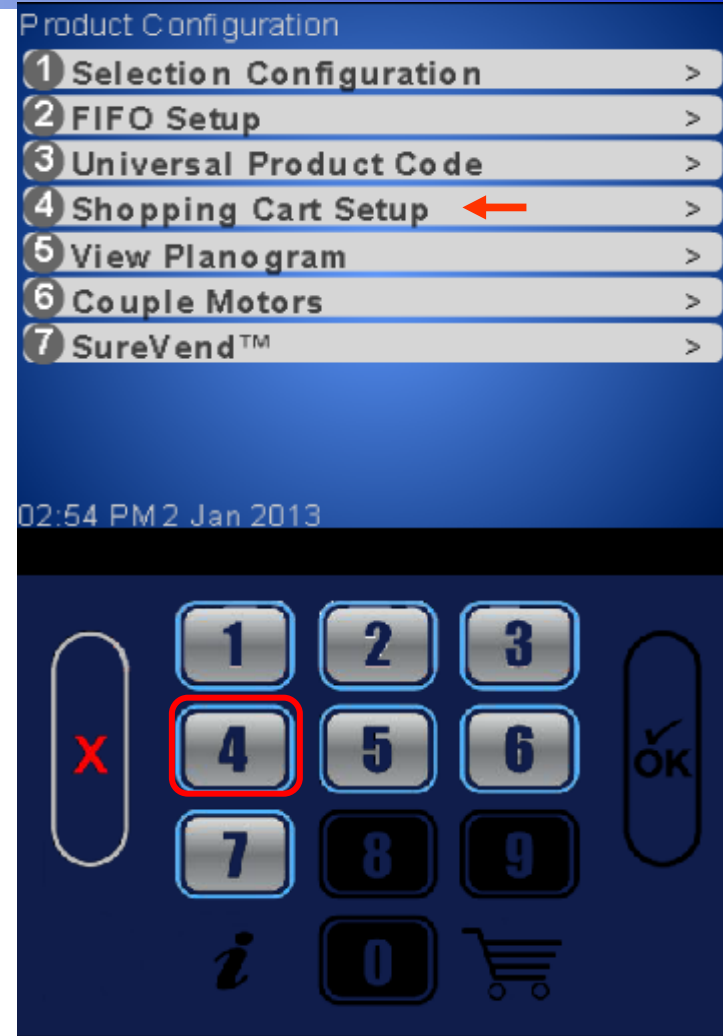 Product Configuration
1 Selection Configuration >
2 FIFO Setup >
3 Universal Product Code >
4 Shopping Cart Setup >
5 View Planogram >
6 Couple Motors >
7 SureVend™ >
02:54 PM 2 Jan 2013
1 2 3
X 4 5 6 OK
7 8 9
i 0